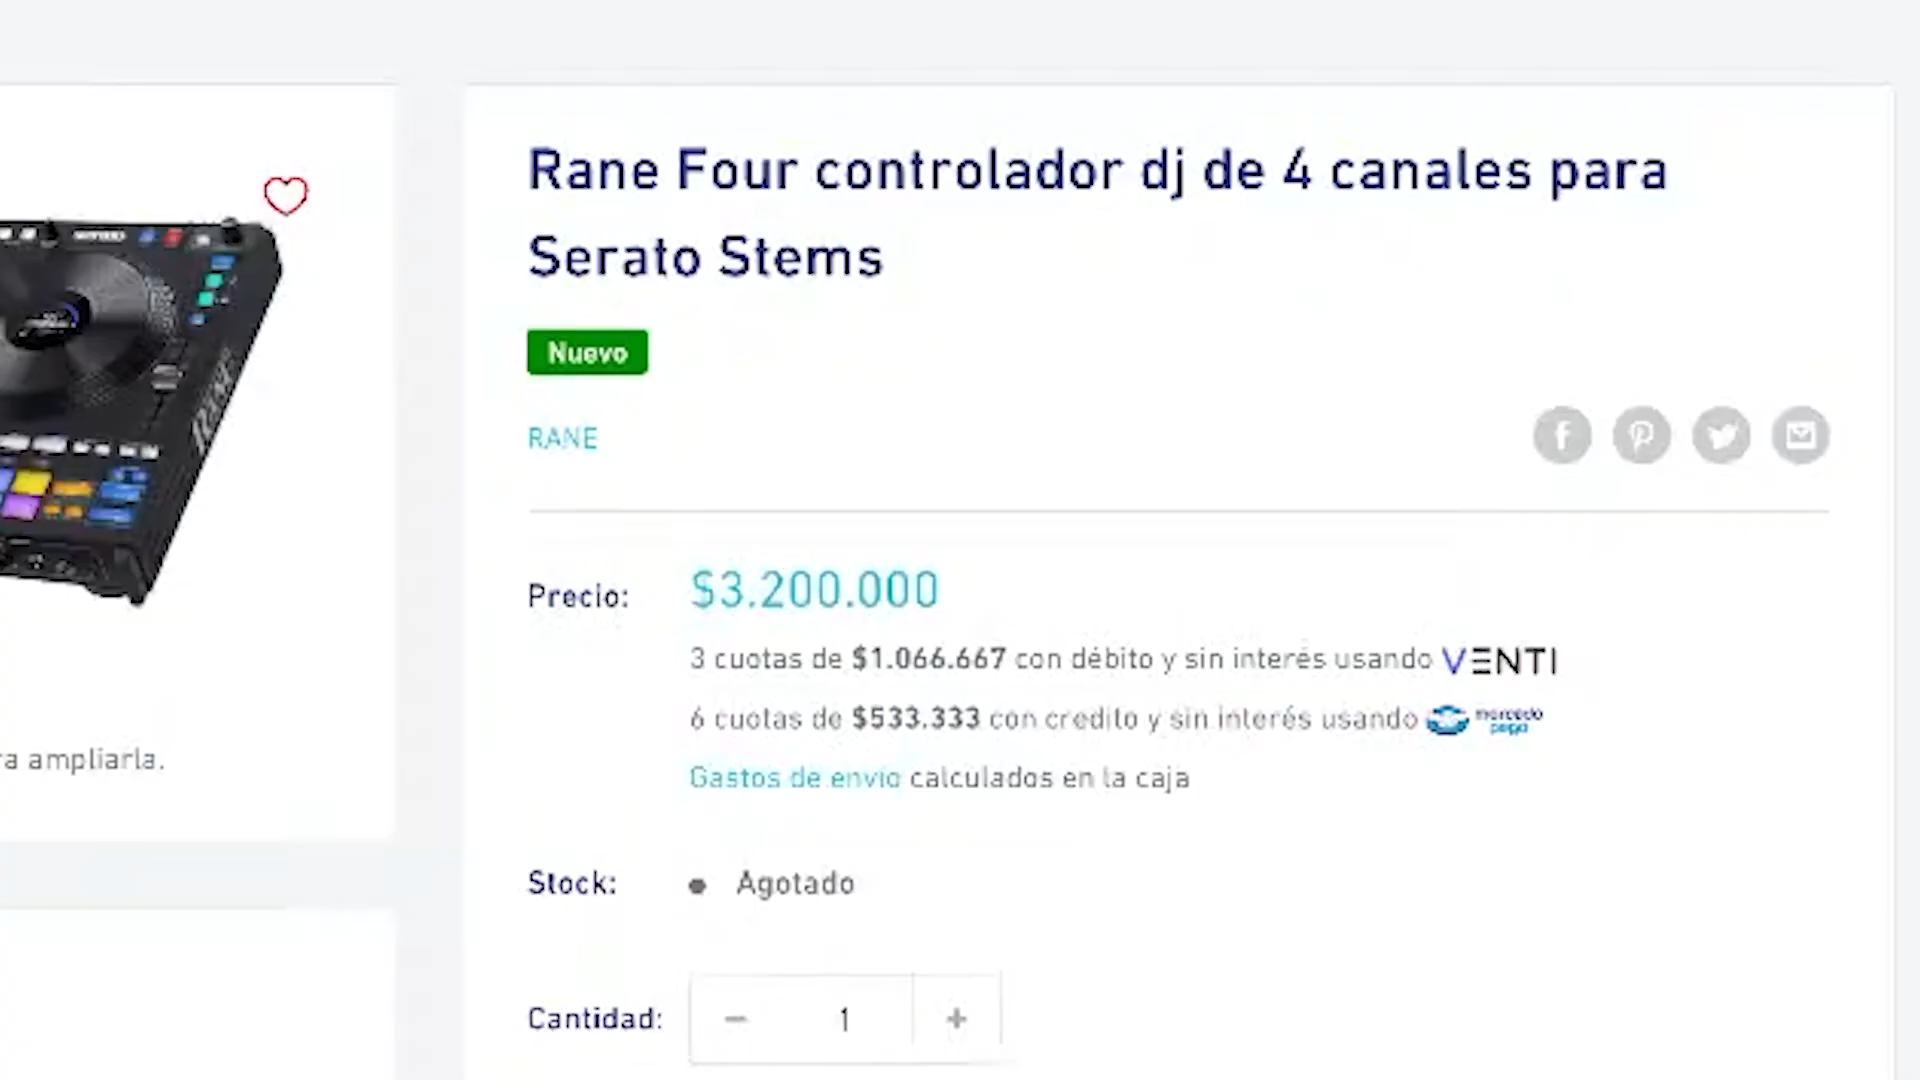 Rane Four controlador dj de 4 canales para
Serato Stems
Nuevo
RANE
Precio: $3.200.000
3 cuotas de $1.066.667 con débito y sin interés usando VENTI
6 cuotas de $533.333 con credito y sin interés usando mercado pago
Gastos de envío calculados en la caja
ra ampliarla.
Stock: Agotado
Cantidad: 1